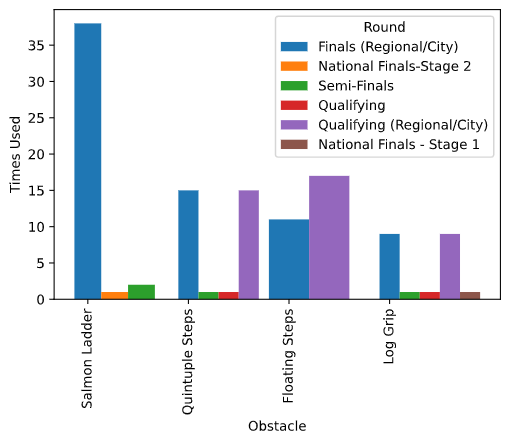 Round
Finals (Regional/City)
National Finals-Stage 2
Semi-Finals
Qualifying
Qualifying (Regional/City)
National Finals - Stage 1
Times Used
35
30
25
20
15
10
5
0
Salmon Ladder
Quintuple Steps
Floating Steps
Log Grip
Obstacle